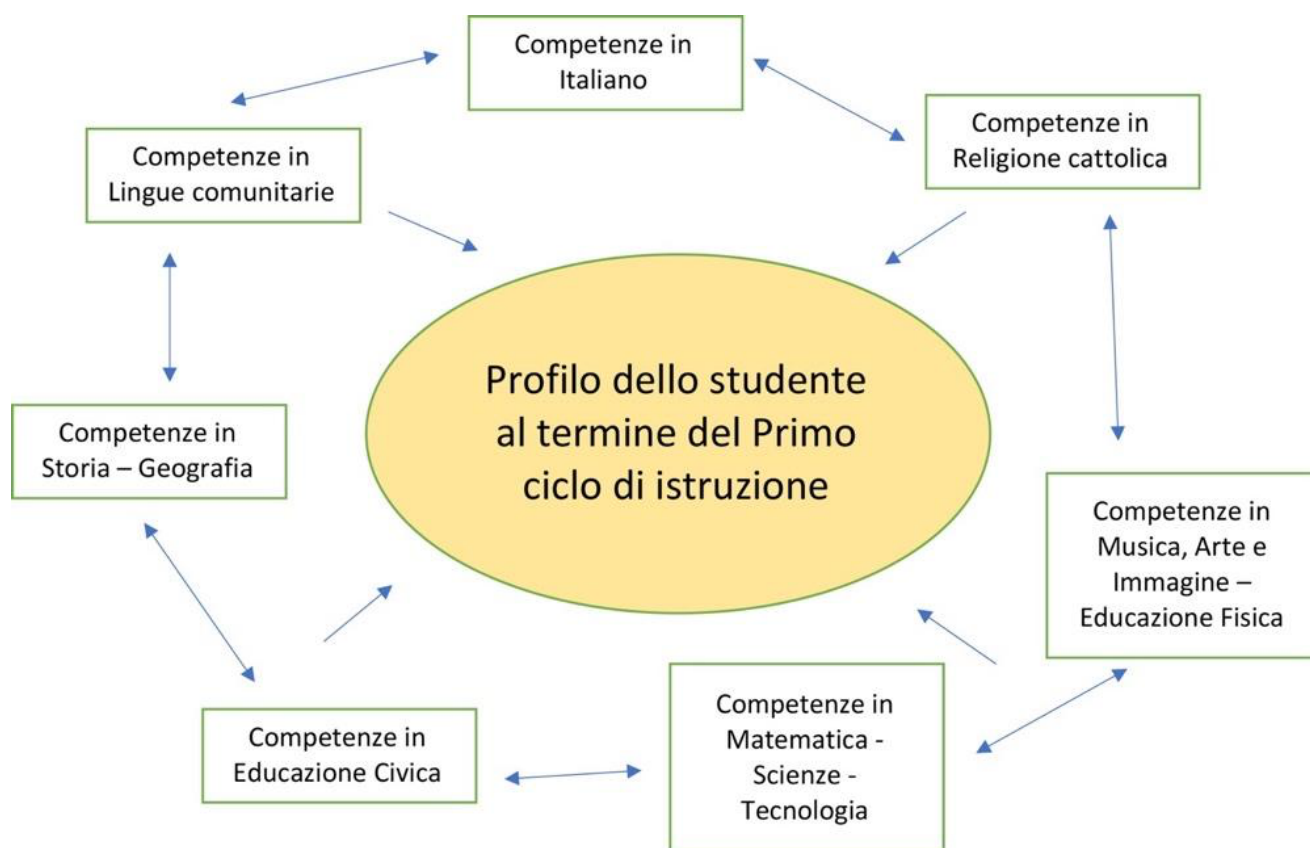 Competenze in
Italiano
Competenze in
Religione cattolica
Competenze in
Lingue comunitarie
Profilo dello studente
al termine del Primo
ciclo di istruzione
Competenze in
Storia – Geografia
Competenze in
Musica, Arte e
Immagine –
Educazione Fisica
Competenze in
Matematica -
Scienze -
Tecnologia
Competenze in
Educazione Civica